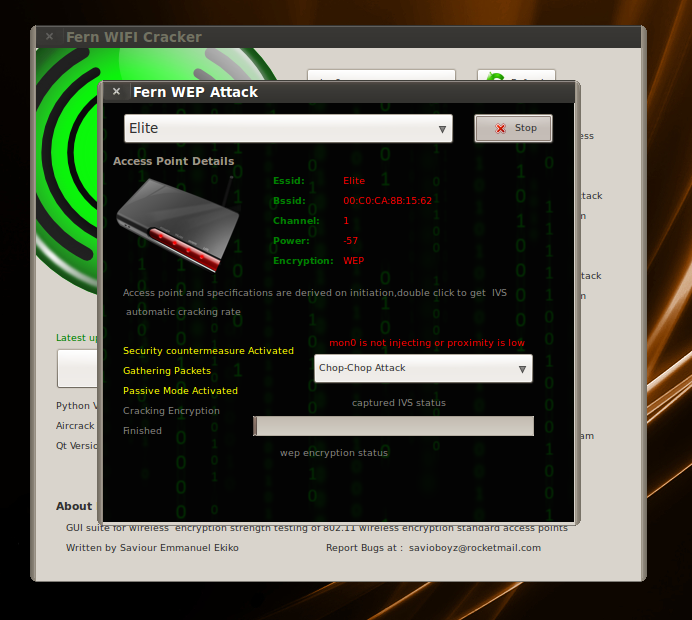 Fern WIFI Cracker
Fern WEP Attack
Elite
Stop
Access Point Details
Essid: Elite
Bssid: 00:C0:CA:8B:15:62
Channel: 1
Power: -57
Encryption: WEP
Access point and specifications are derived on initiation,double click to get IVS
automatic cracking rate
mon0 is not injecting or proximity is low
Security countermeasure Activated
Chop-Chop Attack
Gathering Packets
Passive Mode Activated
captured IVS status
Cracking Encryption
Finished
wep encryption status
ess
tack
tack
am
Latest up
Python V
Aircrack
Qt Versio
About
GUI suite for wireless encryption strength testing of 802.11 wireless encryption standard access points
Written by Saviour Emmanuel Ekiko
Report Bugs at : savioboyz@rocketmail.com